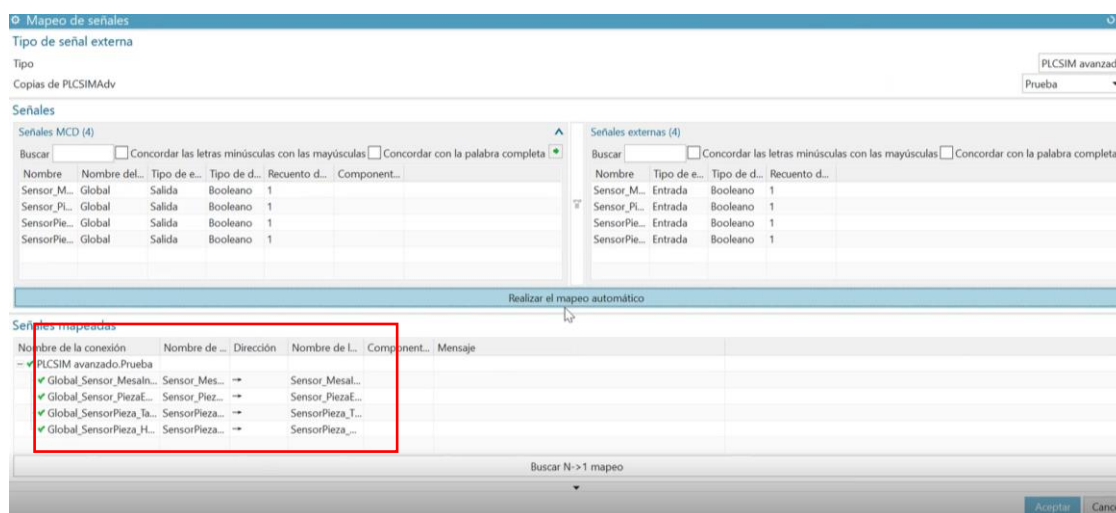 Mapeo de señales
Tipo de señal externa
Tipo PLCSIM avanzad
Copias de PLCSIMAdv Prueba
Señales
Señales MCD (4) Señales externas (4)
Buscar Concordar las letras minúsculas con las mayúsculas Concordar con la palabra completa Buscar Concordar las letras minúsculas con las mayúsculas Concordar con la palabra completa
Nombre Nombre del... Tipo de e... Tipo de d... Recuento d... Component... Nombre Tipo de e... Tipo de d... Recuento d...
Sensor_M... Global Salida Booleano 1 Sensor_M... Entrada Booleano 1
Sensor_Pi... Global Salida Booleano 1 Sensor_Pi... Entrada Booleano 1
SensorPie... Global Salida Booleano 1 SensorPie... Entrada Booleano 1
SensorPie... Global Salida Booleano 1 SensorPie... Entrada Booleano 1
Realizar el mapeo automático
Señales mapeadas
Nombre de la conexión Nombre de ... Dirección Nombre de l... Component... Mensaje
PLCSIM avanzado.Prueba
Global_Sensor_MesaIn... Sensor_Mes... → Sensor_MesaI...
Global_Sensor_PiezaE... Sensor_Piez... → Sensor_PiezaE...
Global_SensorPieza_Ta... SensorPieza... → SensorPieza_T...
Global_SensorPieza_H... SensorPieza... → SensorPieza_...
Buscar N->1 mapeo
Aceptar Canc